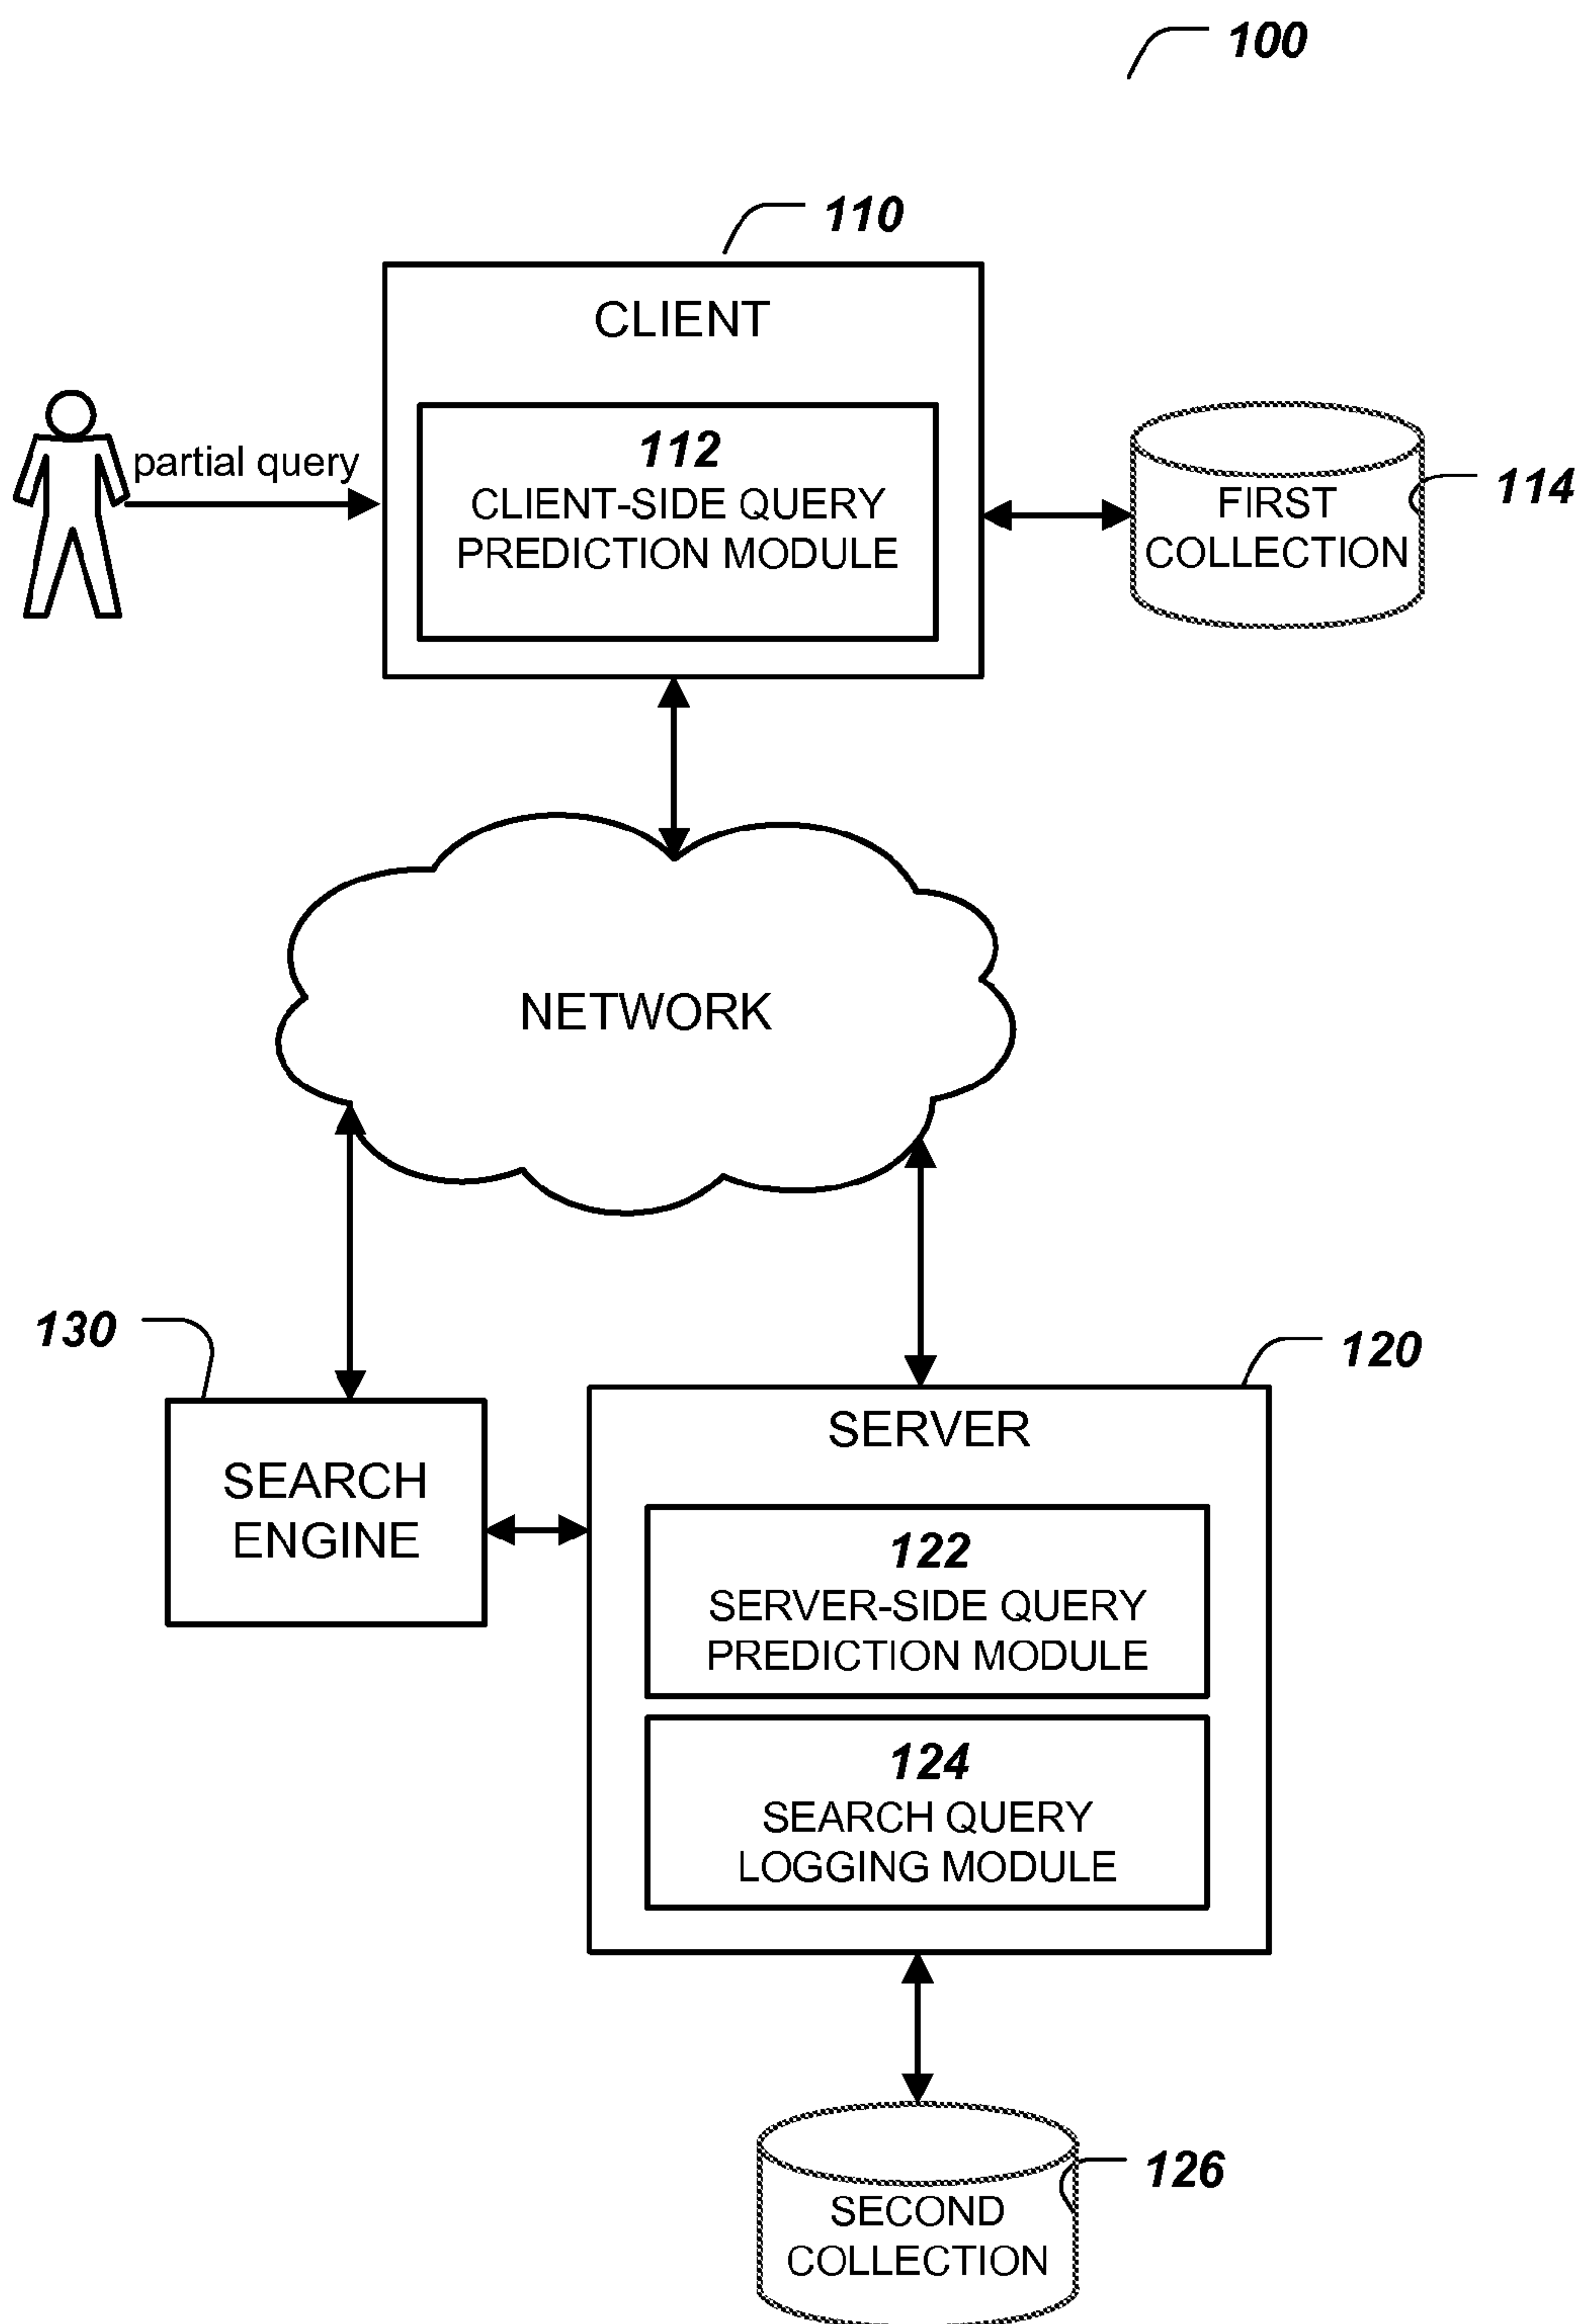 100
110
CLIENT
partial query
112
CLIENT-SIDE QUERY
PREDICTION MODULE
FIRST
COLLECTION
114
NETWORK
130
SEARCH
ENGINE
120
SERVER
122
SERVER-SIDE QUERY
PREDICTION MODULE
124
SEARCH QUERY
LOGGING MODULE
126
SECOND
COLLECTION